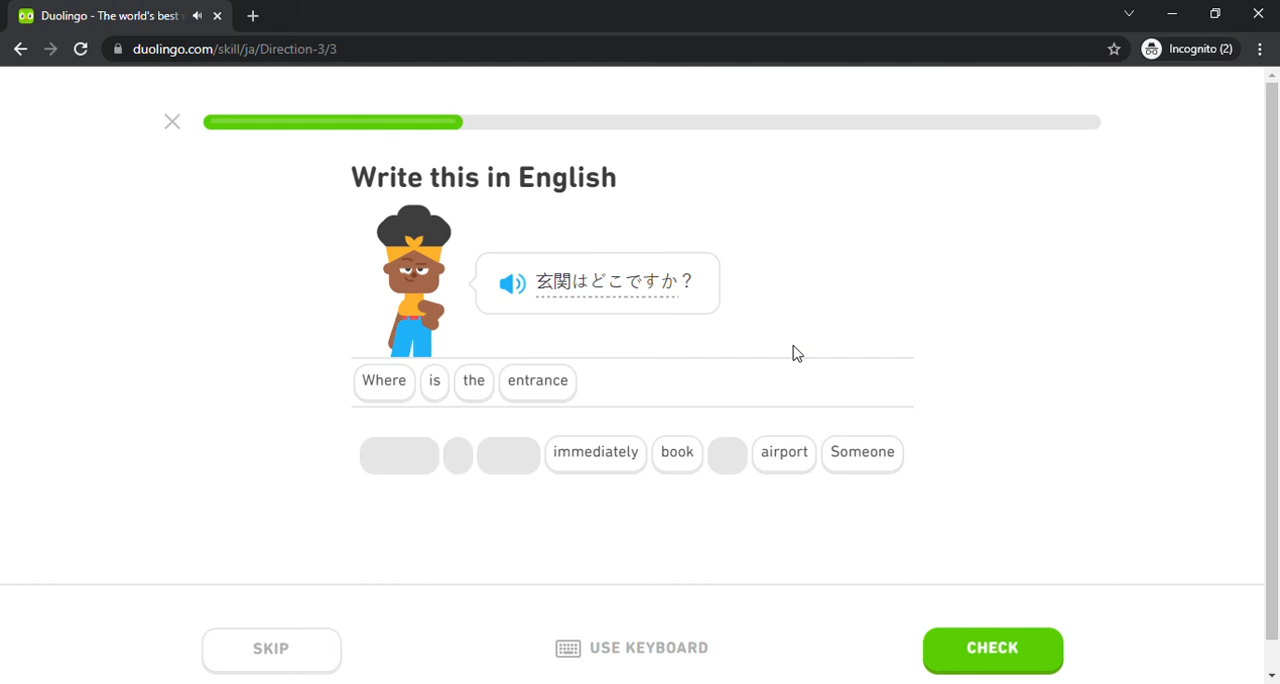 Duolingo - The world's best
duolingo.com/skill/ja/Direction-3/3
Incognito (2)
Write this in English
玄関はどこですか？
Where is the entrance
immediately book airport Someone
SKIP
USE KEYBOARD
CHECK